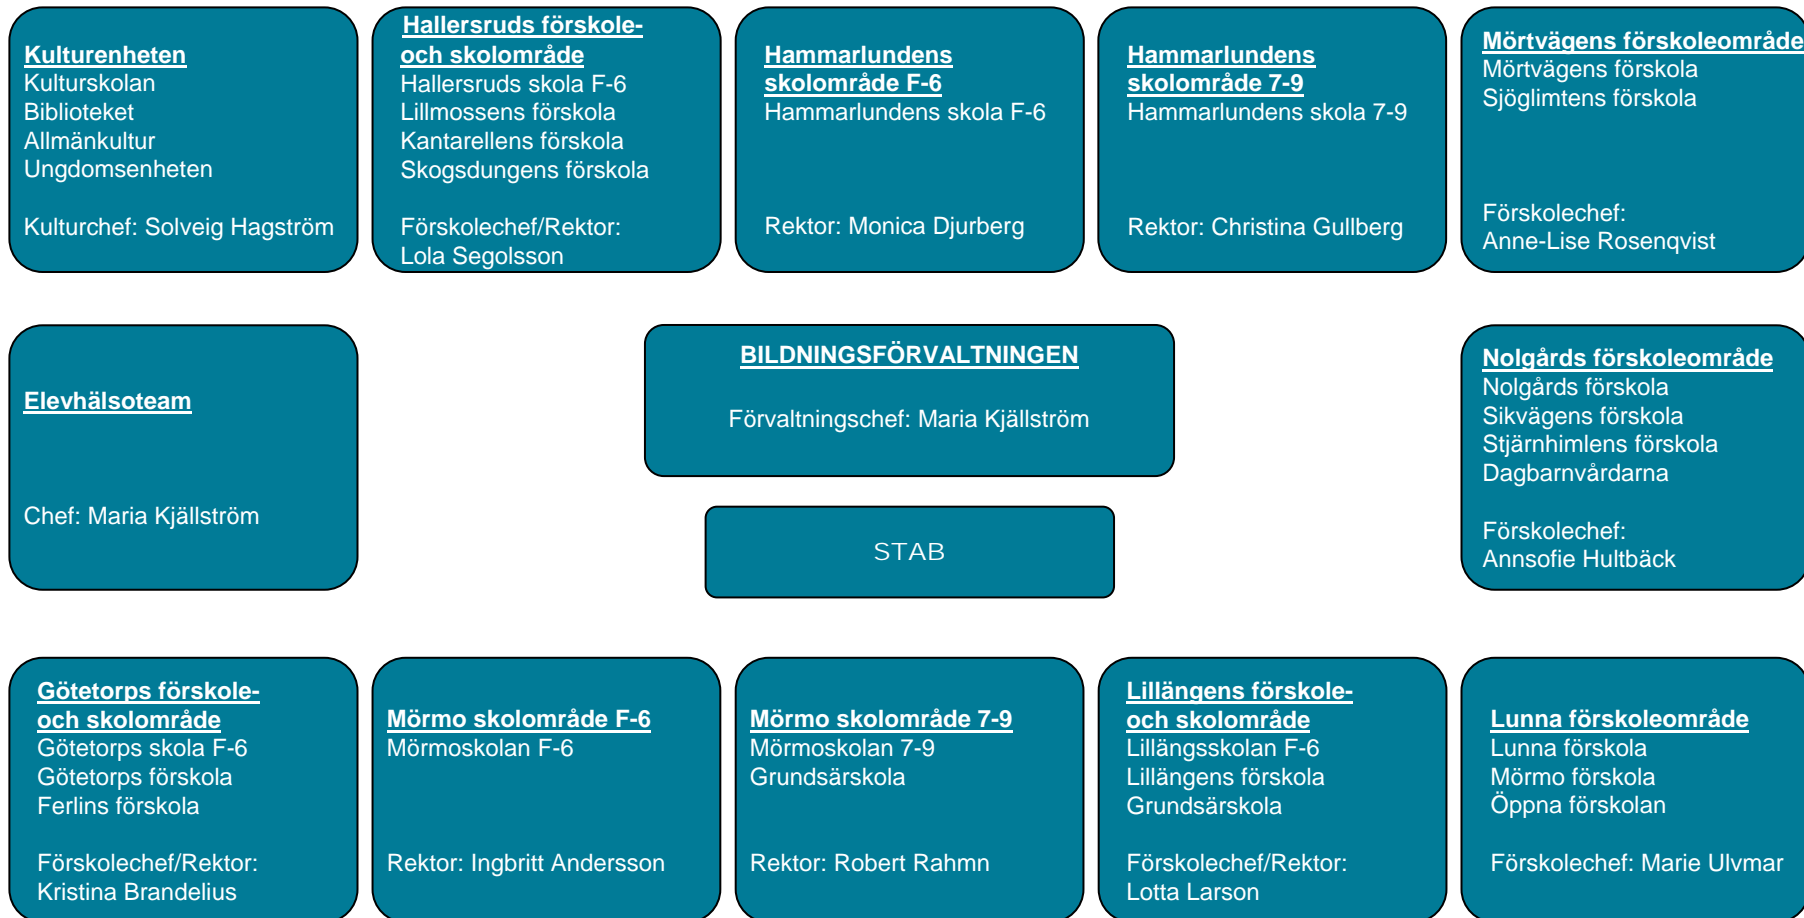 Kulturenheten
Kulturskolan
Biblioteket
Allmänkultur
Ungdomsenheten
Kulturchef: Solveig Hagström
Hallersruds förskole-
och skolområde
Hallersruds skola F-6
Lillmossens förskola
Kantarellens förskola
Skogsdungens förskola
Förskolechef/Rektor:
Lola Segolsson
Hammarlundens
skolområde F-6
Hammarlundens skola F-6
Rektor: Monica Djurberg
Hammarlundens
skolområde 7-9
Hammarlundens skola 7-9
Rektor: Christina Gullberg
Mörtvägens förskoleområde
Mörtvägens förskola
Sjöglimtens förskola
Förskolechef:
Anne-Lise Rosenqvist
Elevhälsoteam
Chef: Maria Kjällström
BILDNINGSFÖRVALTNINGEN
Förvaltningschef: Maria Kjällström
STAB
Nolgårds förskoleområde
Nolgårds förskola
Sikvägens förskola
Stjärnhimlens förskola
Dagbarnvårdarna
Förskolechef:
Annsofie Hultbäck
Götetorps förskole-
och skolområde
Götetorps skola F-6
Götetorps förskola
Ferlins förskola
Förskolechef/Rektor:
Kristina Brandelius
Mörmo skolområde F-6
Mörmoskolan F-6
Rektor: Ingbritt Andersson
Mörmo skolområde 7-9
Mörmoskolan 7-9
Grundsärskola
Rektor: Robert Rahmn
Lillängens förskole-
och skolområde
Lillängsskolan F-6
Lillängens förskola
Grundsärskola
Förskolechef/Rektor:
Lotta Larson
Lunna förskoleområde
Lunna förskola
Mörmo förskola
Öppna förskolan
Förskolechef: Marie Ulvmar